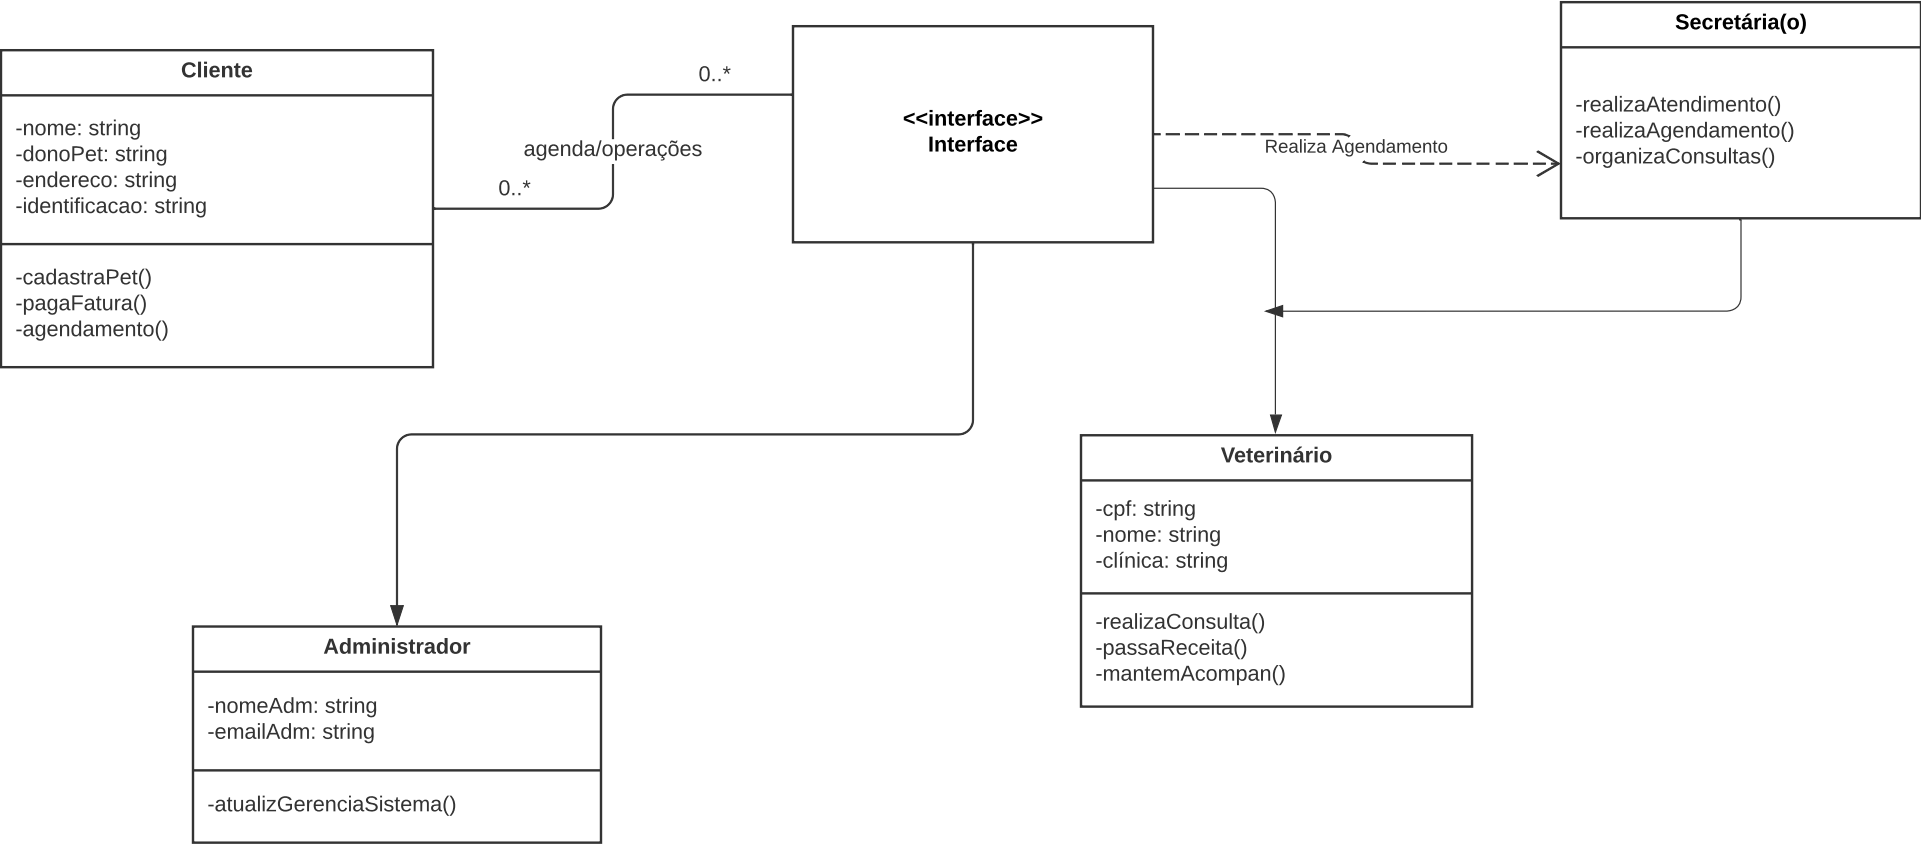 Cliente
-nome: string
-donoPet: string
-endereco: string
-identificacao: string
-cadastraPet()
-pagaFatura()
-agendamento()
0..*
agenda/operações
0..*
<<interface>>
Interface
Realiza Agendamento
Secretária(o)
-realizaAtendimento()
-realizaAgendamento()
-organizaConsultas()
Veterinário
-cpf: string
-nome: string
-clínica: string
-realizaConsulta()
-passaReceita()
-mantemAcompan()
Administrador
-nomeAdm: string
-emailAdm: string
-atualizGerenciaSistema()